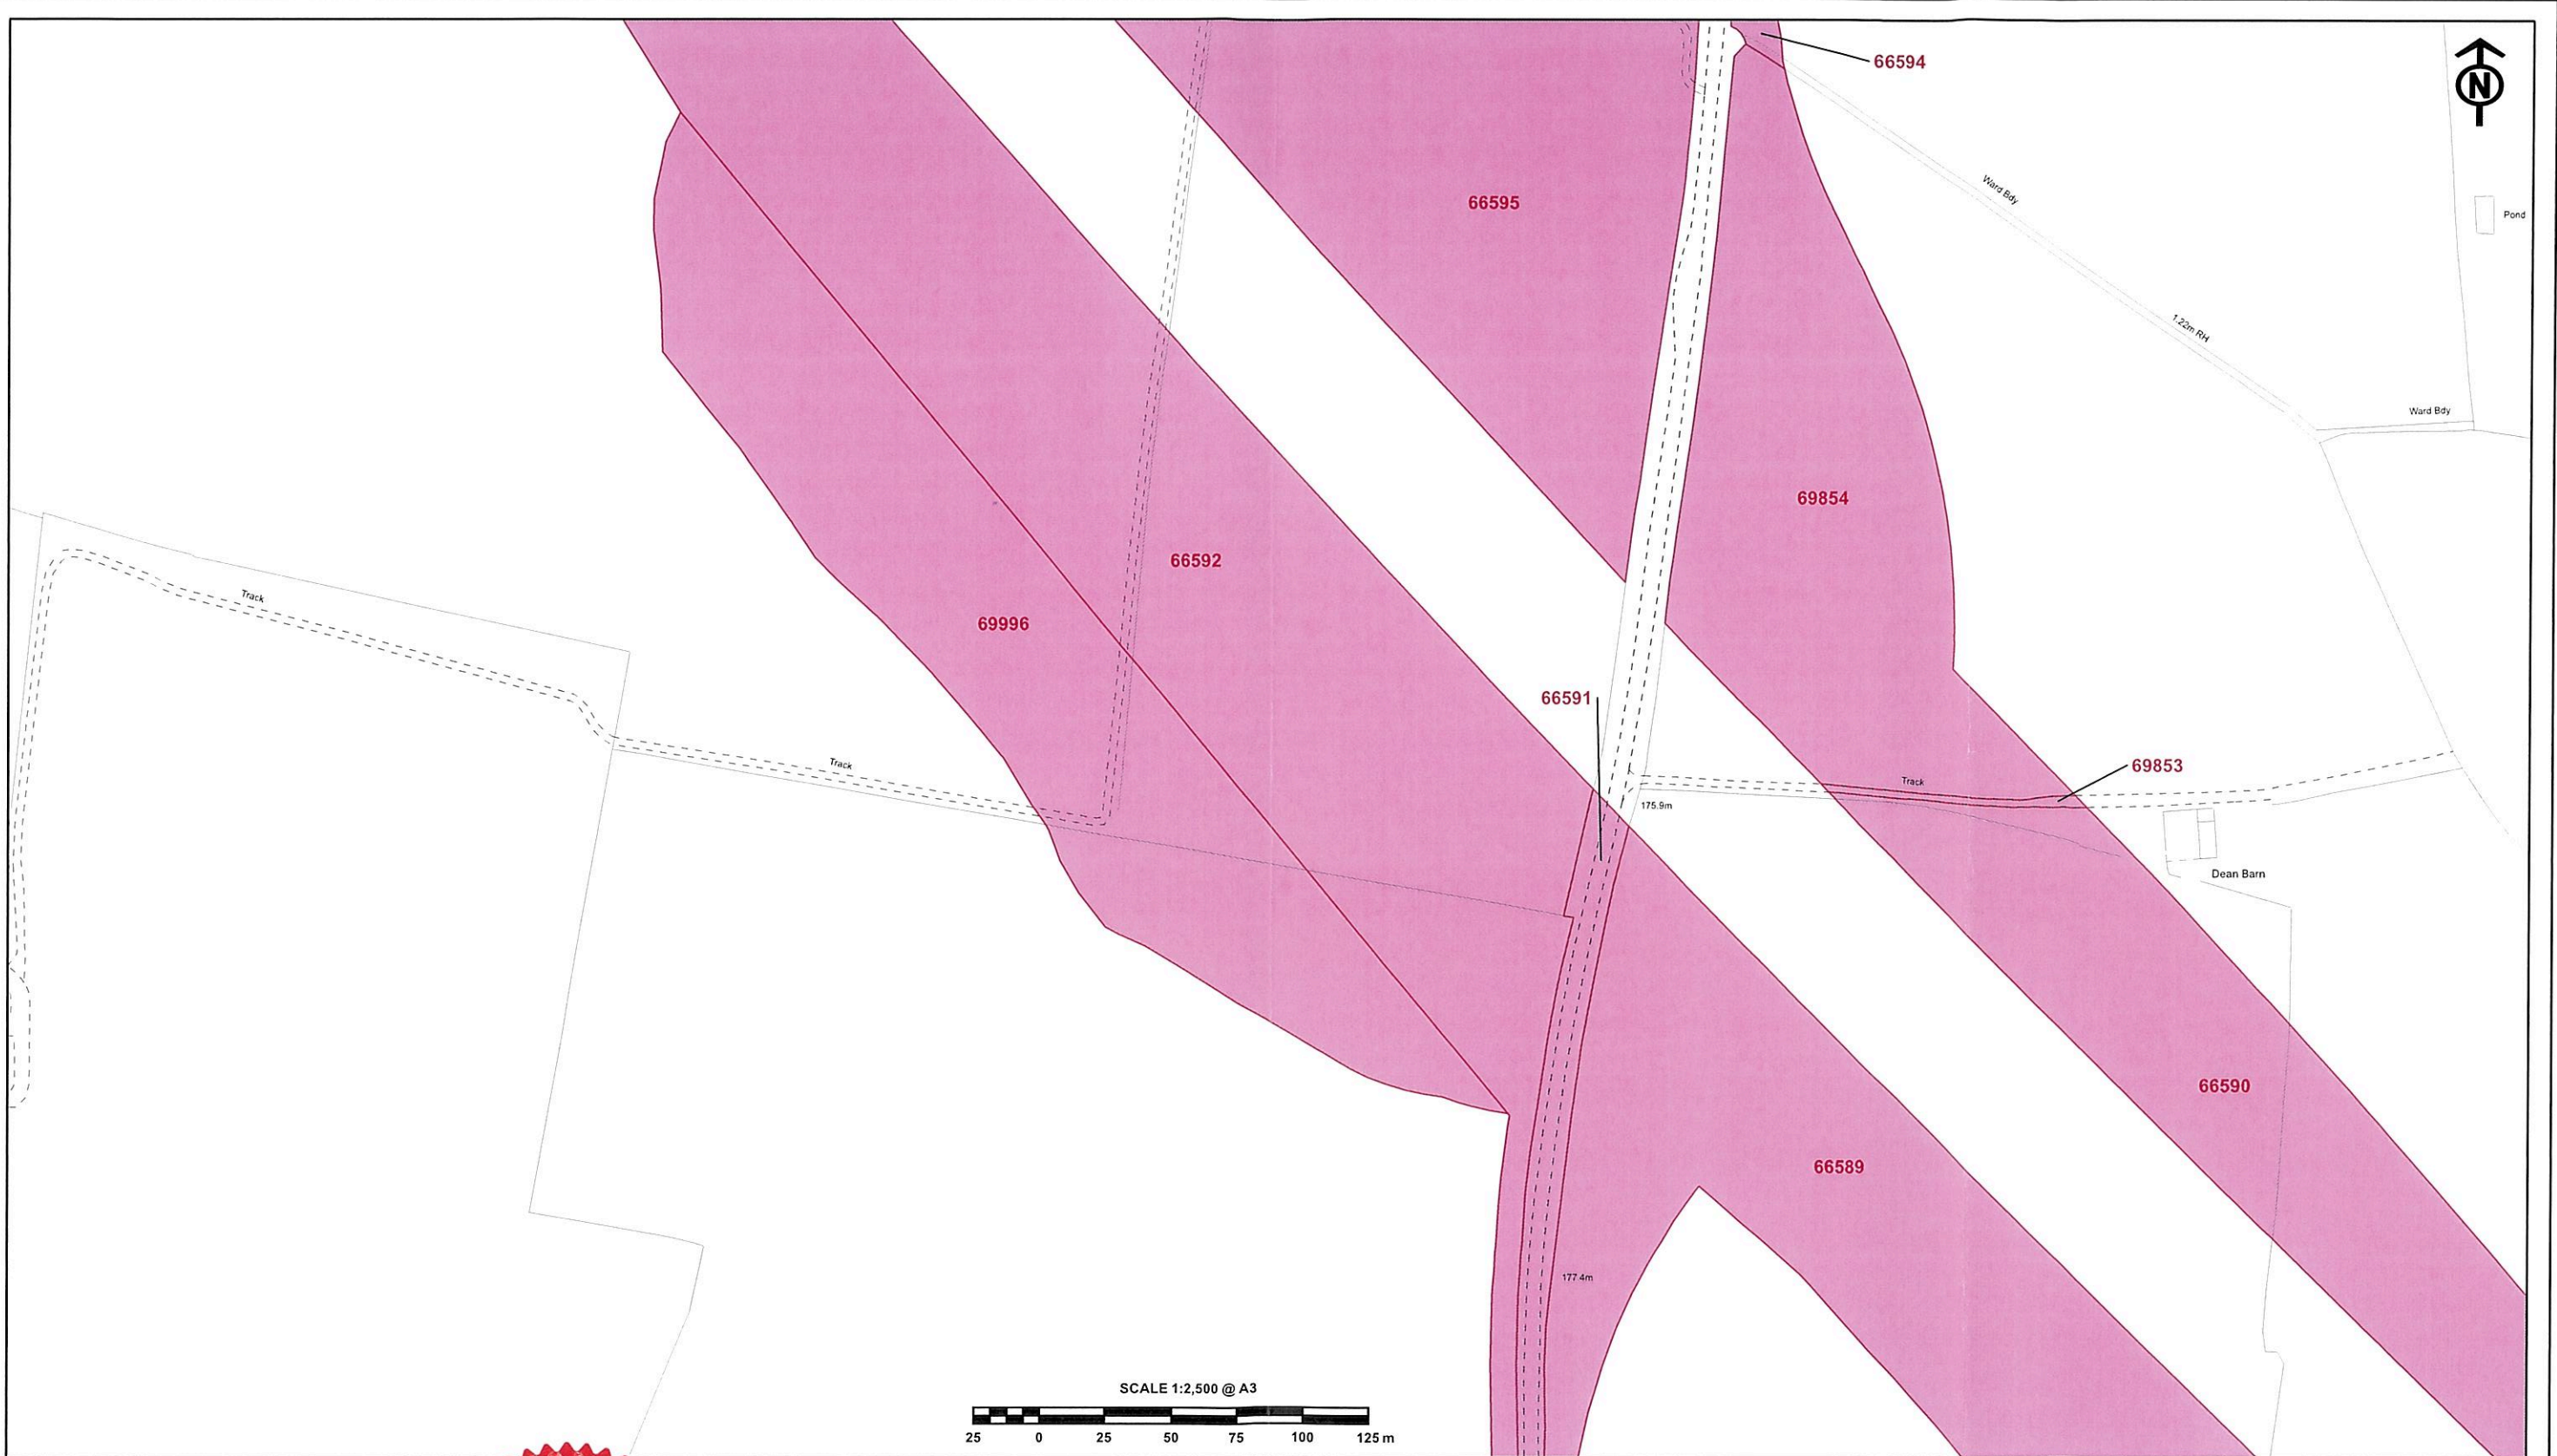 66594
N
Ward Bdy
66595
Pond
1.22m RH
Ward Bdy
69854
66592
Track
69996
66591
Track
69853
Track
175.9m
Dean Barn
66590
66589
177.4m
SCALE 1:2,500 @ A3
25 0 25 50 75 100 125 m